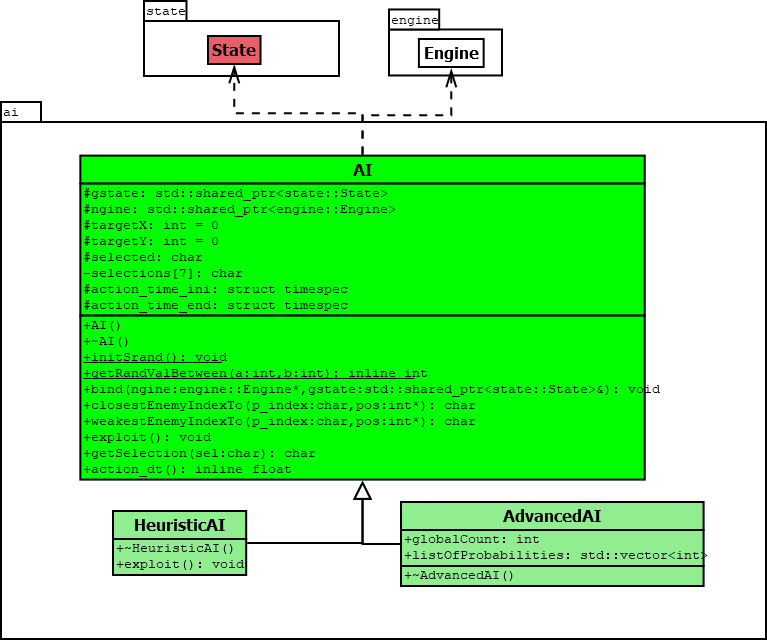 state
State
engine
Engine
ai
AI
#gstate: std::shared_ptr<state::State>
#ngine: std::shared_ptr<engine::Engine>
#targetX: int = 0
#targetY: int = 0
#selected: char
-selections[7]: char
#action_time_ini: struct timespec
#action_time_end: struct timespec
+AI()
+~AI()
+initSrand(): void
+getRandValBetween(a:int,b:int): inline int
+bind(ngine:engine::Engine*,gstate:std::shared_ptr<state::State>&): void
+closestEnemyIndexTo(p_index:char,pos:int*): char
+weakestEnemyIndexTo(p_index:char,pos:int*): char
+exploit(): void
+getSelection(sel:char): char
+action_dt(): inline float
HeuristicAI
+~HeuristicAI()
+exploit(): void
AdvancedAI
+globalCount: int
+listOfProbabilities: std::vector<int>
+~AdvancedAI()